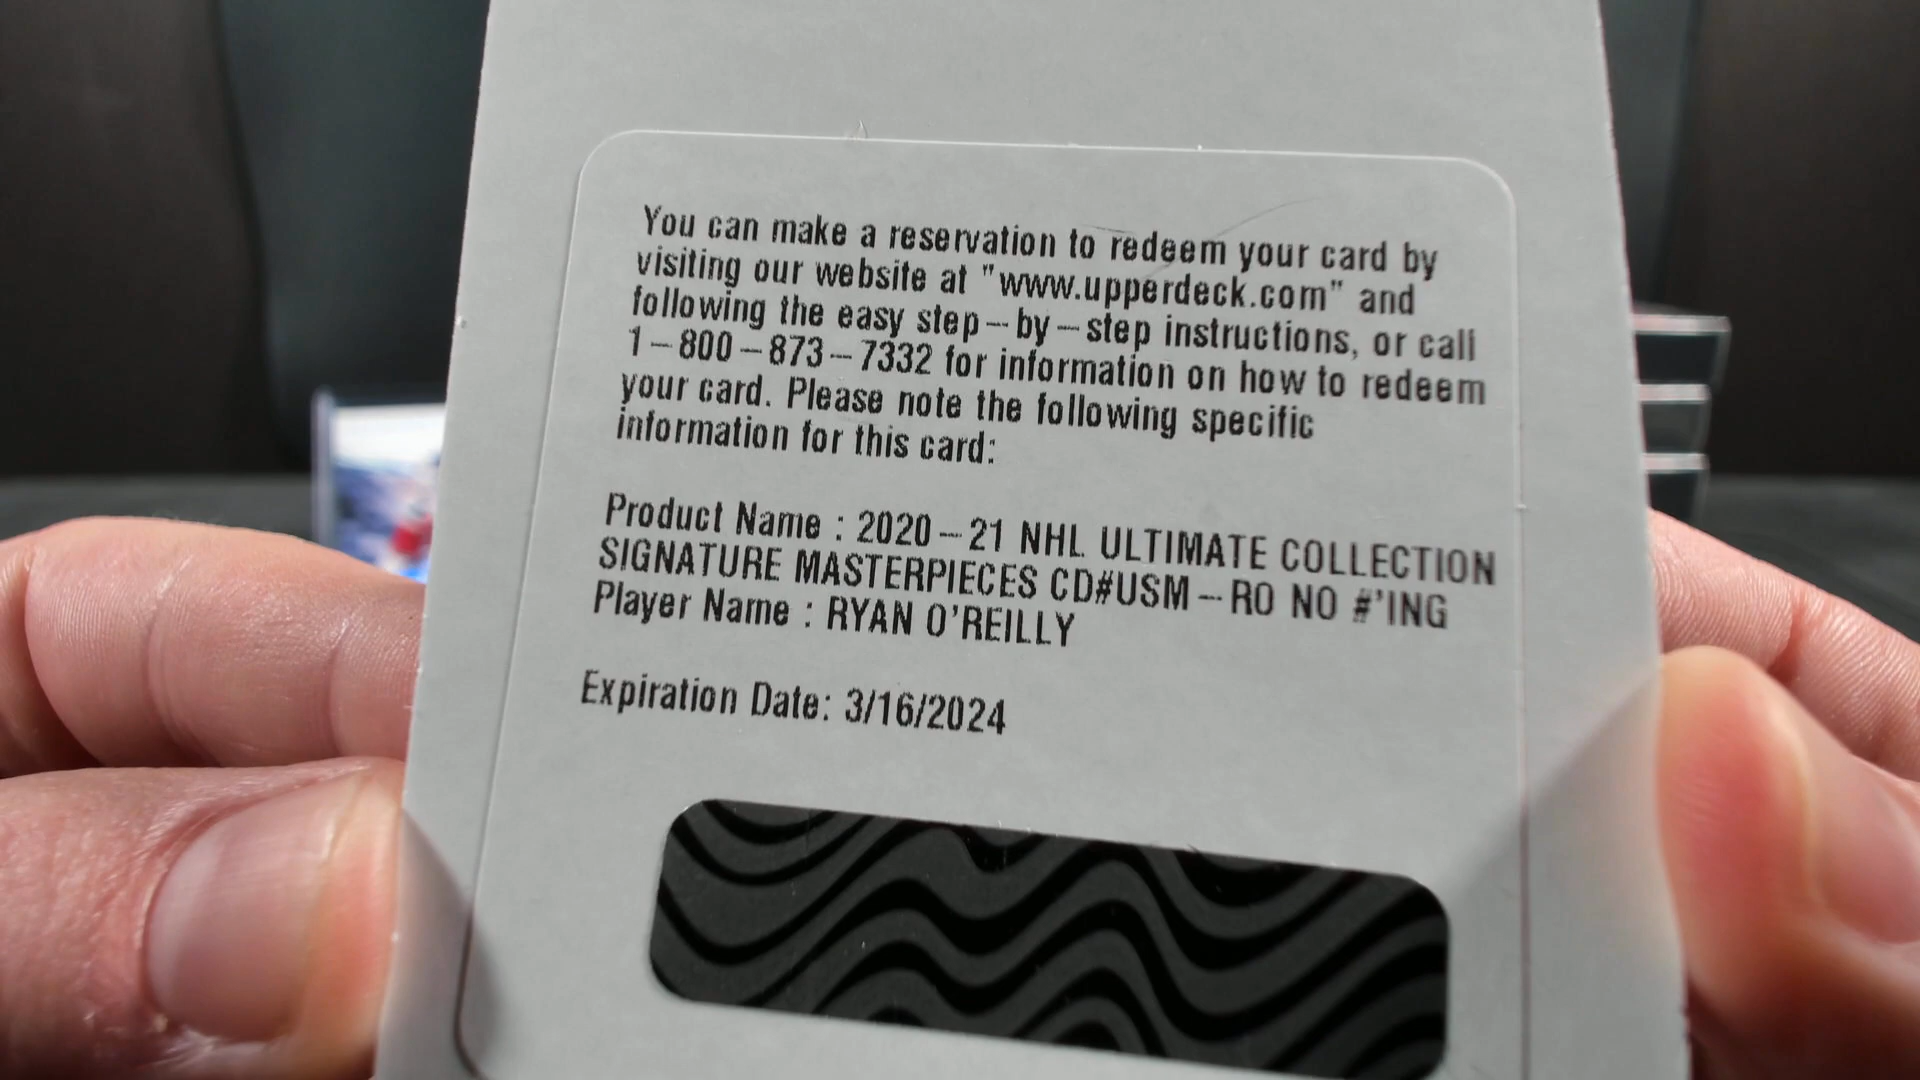 You can make a reservation to redeem your card by
visiting our website at "www.upperdeck.com" and
following the easy step-by-step instructions, or call
1-800-873-7332 for information on how to redeem
your card. Please note the following specific
information for this card:
Product Name : 2020-21 NHL ULTIMATE COLLECTION
SIGNATURE MASTERPIECES CD#USM-RO NO #'ING
Player Name : RYAN O'REILLY
Expiration Date: 3/16/2024